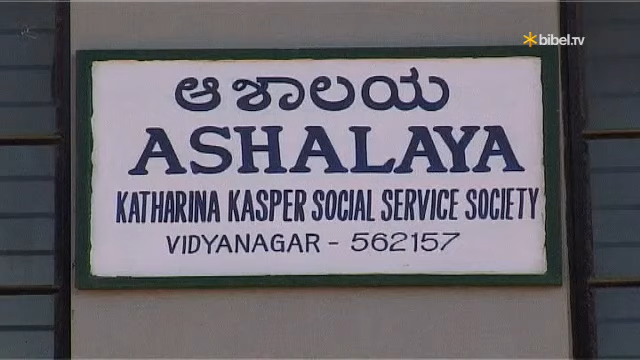 bibel.TV
ಆಶಾಲಯ
ASHALAYA
KATHARINA KASPER SOCIAL SERVICE SOCIETY
VIDYANAGAR - 562157